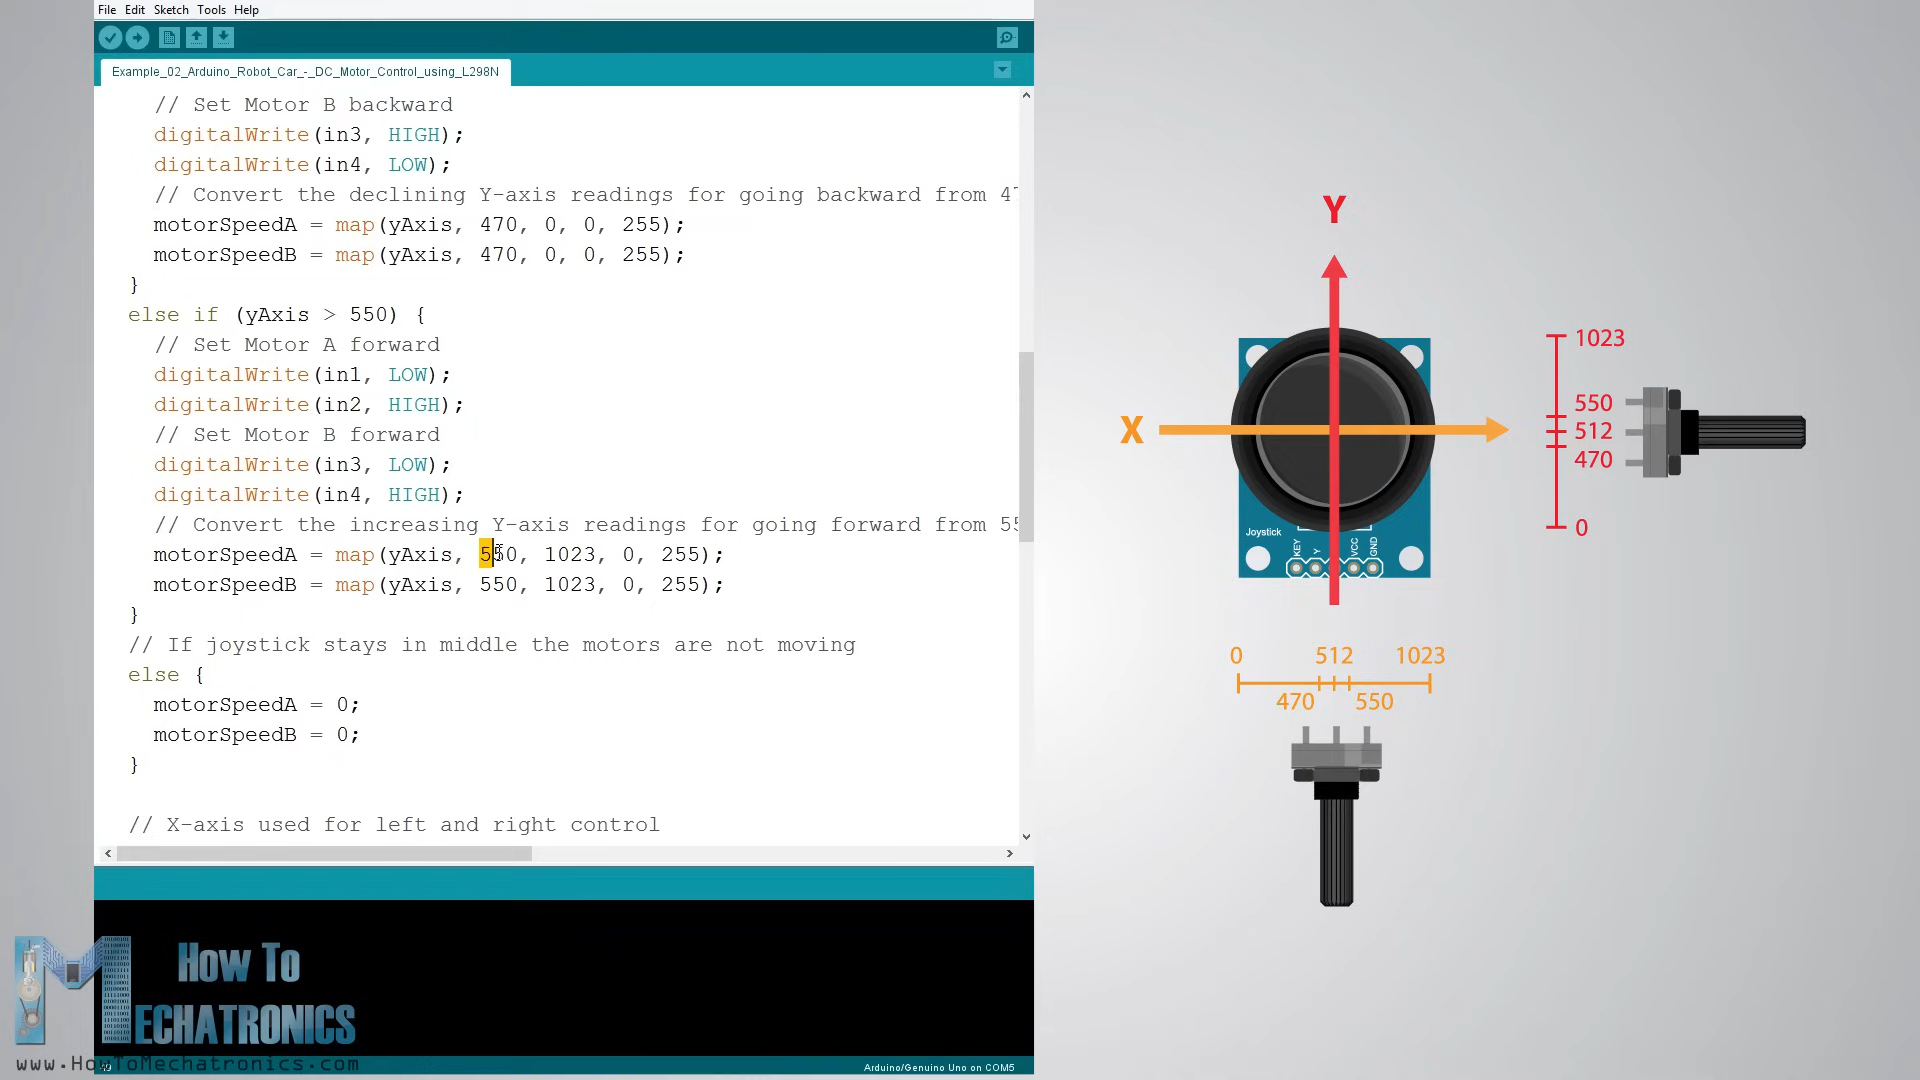 File Edit Sketch Tools Help
Example_02_Arduino_Robot_Car_-_DC_Motor_Control_using_L298N
// Set Motor B backward
digitalWrite(in3, HIGH);
digitalWrite(in4, LOW);
// Convert the declining Y-axis readings for going backward from 47
motorSpeedA = map(yAxis, 470, 0, 0, 255);
motorSpeedB = map(yAxis, 470, 0, 0, 255);
}
else if (yAxis > 550) {
// Set Motor A forward
digitalWrite(in1, LOW);
digitalWrite(in2, HIGH);
// Set Motor B forward
digitalWrite(in3, LOW);
digitalWrite(in4, HIGH);
// Convert the increasing Y-axis readings for going forward from 55
motorSpeedA = map(yAxis, 550, 1023, 0, 255);
motorSpeedB = map(yAxis, 550, 1023, 0, 255);
}
// If joystick stays in middle the motors are not moving
else {
motorSpeedA = 0;
motorSpeedB = 0;
}
// X-axis used for left and right control
Arduino/Genuino Uno on COM5
How To
MECHATRONICS
www.HowToMechatronics.com
Y
X
Joystick
KEY
Y
VCC
GND
1023
550
512
470
0
0 512 1023
470 550